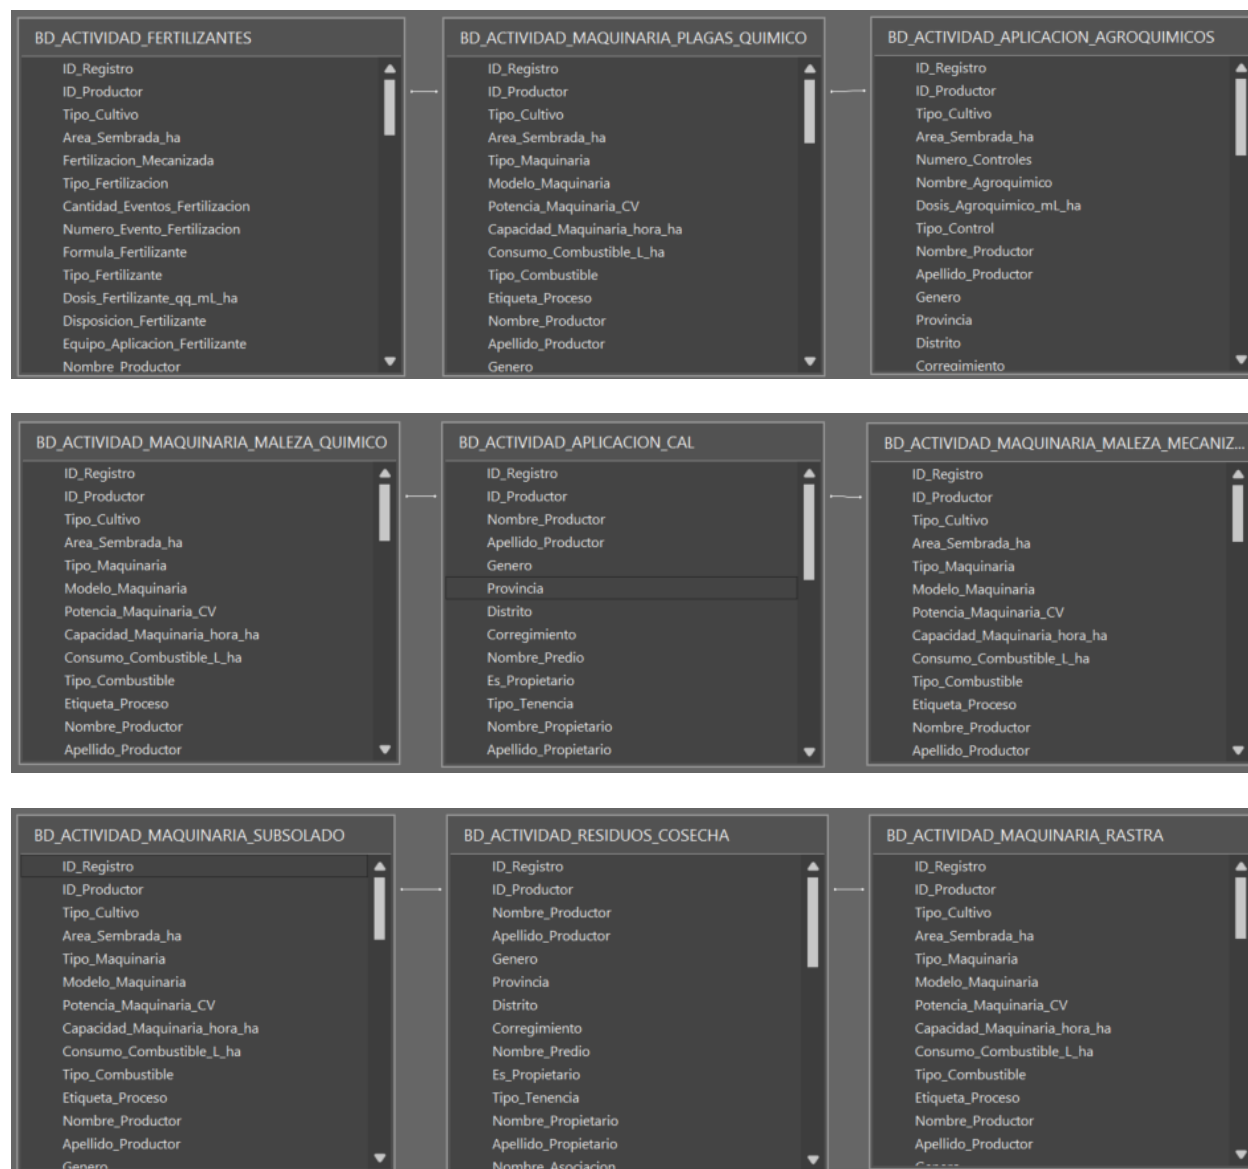 BD_ACTIVIDAD_FERTILIZANTES
ID_Registro
ID_Productor
Tipo_Cultivo
Area_Sembrada_ha
Fertilizacion_Mecanizada
Tipo_Fertilizacion
Cantidad_Eventos_Fertilizacion
Numero_Evento_Fertilizacion
Formula_Fertilizante
Tipo_Fertilizante
Dosis_Fertilizante_qq_mL_ha
Disposicion_Fertilizante
Equipo_Aplicacion_Fertilizante
Nombre_Productor
BD_ACTIVIDAD_MAQUINARIA_PLAGAS_QUIMICO
ID_Registro
ID_Productor
Tipo_Cultivo
Area_Sembrada_ha
Tipo_Maquinaria
Modelo_Maquinaria
Potencia_Maquinaria_CV
Capacidad_Maquinaria_hora_ha
Consumo_Combustible_L_ha
Tipo_Combustible
Etiqueta_Proceso
Nombre_Productor
Apellido_Productor
Genero
BD_ACTIVIDAD_APLICACION_AGROQUIMICOS
ID_Registro
ID_Productor
Tipo_Cultivo
Area_Sembrada_ha
Numero_Controles
Nombre_Agroquimico
Dosis_Agroquimico_mL_ha
Tipo_Control
Nombre_Productor
Apellido_Productor
Genero
Provincia
Distrito
Corregimiento
BD_ACTIVIDAD_MAQUINARIA_MALEZA_QUIMICO
ID_Registro
ID_Productor
Tipo_Cultivo
Area_Sembrada_ha
Tipo_Maquinaria
Modelo_Maquinaria
Potencia_Maquinaria_CV
Capacidad_Maquinaria_hora_ha
Consumo_Combustible_L_ha
Tipo_Combustible
Etiqueta_Proceso
Nombre_Productor
Apellido_Productor
BD_ACTIVIDAD_APLICACION_CAL
ID_Registro
ID_Productor
Nombre_Productor
Apellido_Productor
Genero
Provincia
Distrito
Corregimiento
Nombre_Predio
Es_Propietario
Tipo_Tenencia
Nombre_Propietario
Apellido_Propietario
BD_ACTIVIDAD_MAQUINARIA_MALEZA_MECANIZ...
ID_Registro
ID_Productor
Tipo_Cultivo
Area_Sembrada_ha
Tipo_Maquinaria
Modelo_Maquinaria
Potencia_Maquinaria_CV
Capacidad_Maquinaria_hora_ha
Consumo_Combustible_L_ha
Tipo_Combustible
Etiqueta_Proceso
Nombre_Productor
Apellido_Productor
BD_ACTIVIDAD_MAQUINARIA_SUBSOLADO
ID_Registro
ID_Productor
Tipo_Cultivo
Area_Sembrada_ha
Tipo_Maquinaria
Modelo_Maquinaria
Potencia_Maquinaria_CV
Capacidad_Maquinaria_hora_ha
Consumo_Combustible_L_ha
Tipo_Combustible
Etiqueta_Proceso
Nombre_Productor
Apellido_Productor
Genero
BD_ACTIVIDAD_RESIDUOS_COSECHA
ID_Registro
ID_Productor
Nombre_Productor
Apellido_Productor
Genero
Provincia
Distrito
Corregimiento
Nombre_Predio
Es_Propietario
Tipo_Tenencia
Nombre_Propietario
Apellido_Propietario
Nombre_Asociacion
BD_ACTIVIDAD_MAQUINARIA_RASTRA
ID_Registro
ID_Productor
Tipo_Cultivo
Area_Sembrada_ha
Tipo_Maquinaria
Modelo_Maquinaria
Potencia_Maquinaria_CV
Capacidad_Maquinaria_hora_ha
Consumo_Combustible_L_ha
Tipo_Combustible
Etiqueta_Proceso
Nombre_Productor
Apellido_Productor